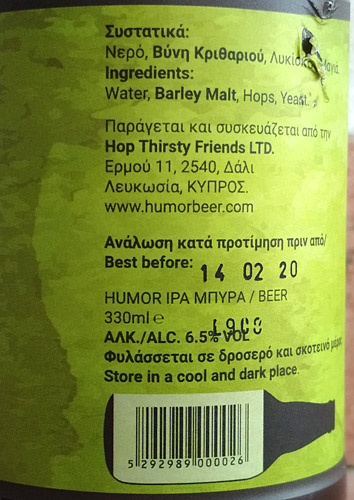 Συστατικά:
Νερό, Βύνη Κριθαριού, Μαγιά.
Ingredients:
Water, Barley Malt, Hops, Yeast.
Παράγεται και συσκευάζεται από την
Hop Thirsty Friends LTD.
Ερμού 11, 2540, Δάλι
Λευκωσία, ΚΥΠΡΟΣ.
www.humorbeer.com
Ανάλωση κατά προτίμηση πριν από/
Best before: 14 02 20
HUMOR IPA ΜΠΥΡΑ / BEER
330ml e
ΑΛΚ./ALC. 6.5% VOL
Φυλάσσεται σε δροσερό και σκοτεινό μέρος
Store in a cool and dark place.
5 292989 000026